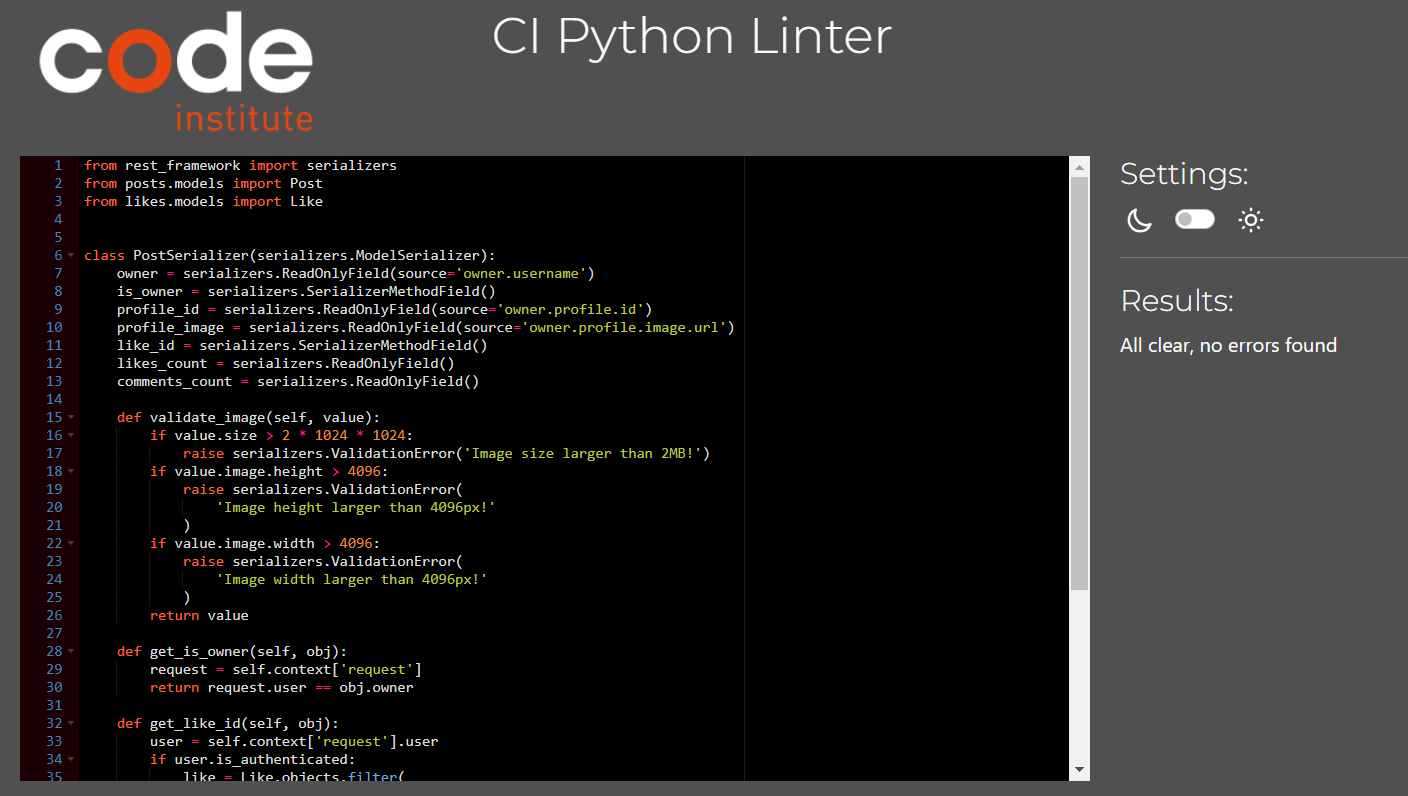 code
institute
CI Python Linter
1 from rest_framework import serializers
2 from posts.models import Post
3 from likes.models import Like
4
5
6 class PostSerializer(serializers.ModelSerializer):
7     owner = serializers.ReadOnlyField(source='owner.username')
8     is_owner = serializers.SerializerMethodField()
9     profile_id = serializers.ReadOnlyField(source='owner.profile.id')
10     profile_image = serializers.ReadOnlyField(source='owner.profile.image.url')
11     like_id = serializers.SerializerMethodField()
12     likes_count = serializers.ReadOnlyField()
13     comments_count = serializers.ReadOnlyField()
14
15     def validate_image(self, value):
16         if value.size > 2 * 1024 * 1024:
17             raise serializers.ValidationError('Image size larger than 2MB!')
18         if value.image.height > 4096:
19             raise serializers.ValidationError(
20                 'Image height larger than 4096px!'
21             )
22         if value.image.width > 4096:
23             raise serializers.ValidationError(
24                 'Image width larger than 4096px!'
25             )
26         return value
27
28     def get_is_owner(self, obj):
29         request = self.context['request']
30         return request.user == obj.owner
31
32     def get_like_id(self, obj):
33         user = self.context['request'].user
34         if user.is_authenticated:
35             like = Like.objects.filter(
Settings:
Results:
All clear, no errors found